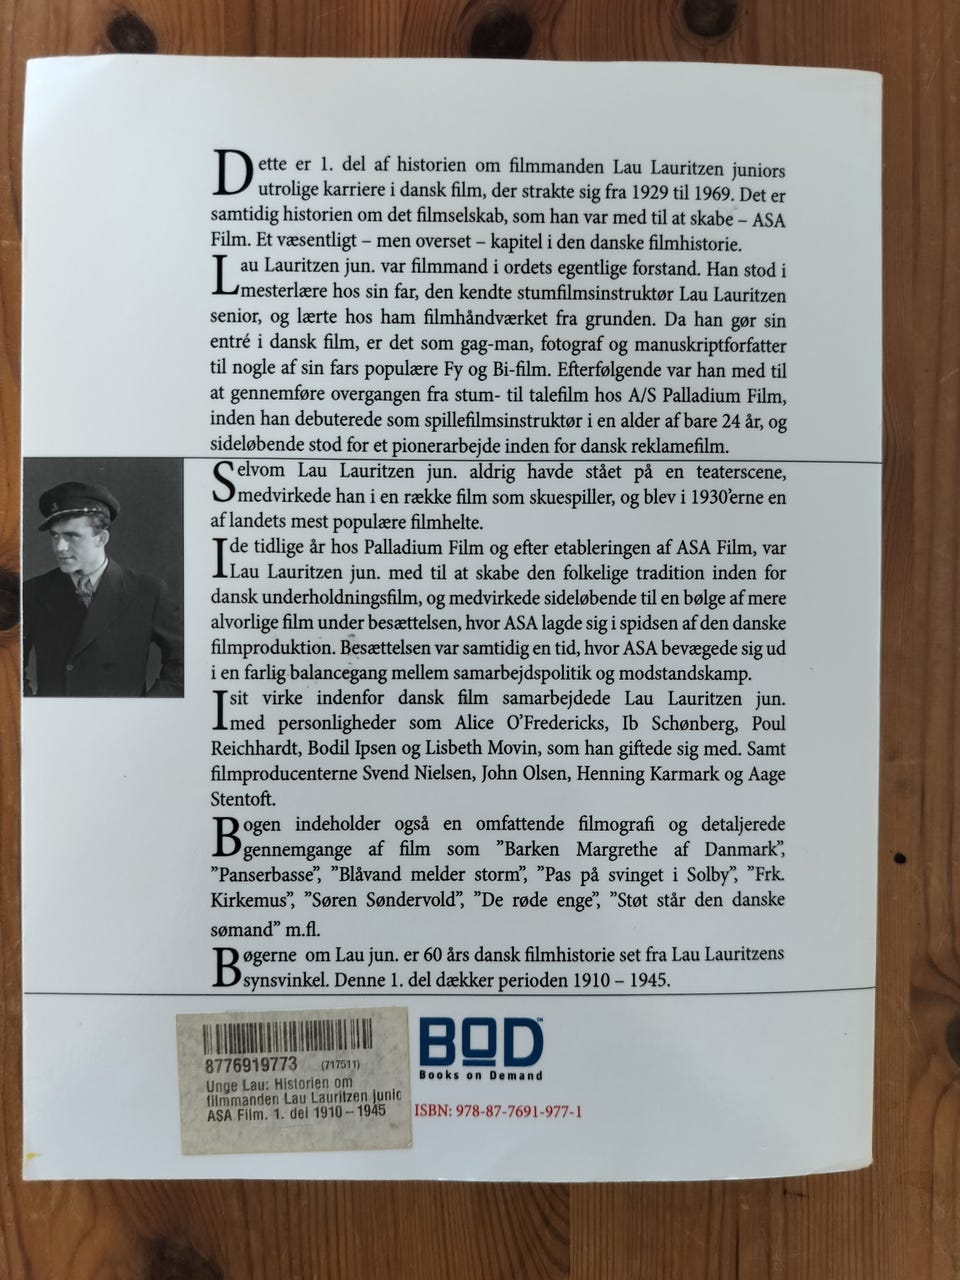 Dette er 1. del af historien om filmmanden Lau Lauritzen juniors
utrolige karriere i dansk film, der strakte sig fra 1929 til 1969. Det er
samtidig historien om det filmselskab, som han var med til at skabe – ASA
Film. Et væsentligt – men overset – kapitel i den danske filmhistorie.
Lau Lauritzen jun. var filmmand i ordets egentlige forstand. Han stod i
mesterlære hos sin far, den kendte stumfilmsinstruktør Lau Lauritzen
senior, og lærte hos ham filmhåndværket fra grunden. Da han gør sin
entré i dansk film, er det som gag-man, fotograf og manuskriptforfatter
til nogle af sin fars populære Fy og Bi-film. Efterfølgende var han med til
at gennemføre overgangen fra stum- til talefilm hos A/S Palladium Film,
inden han debuterede som spillefilmsinstruktør i en alder af bare 24 år, og
sideløbende stod for et pionerarbejde inden for dansk reklamefilm.
Selvom Lau Lauritzen jun. aldrig havde stået på en teaterscene,
medvirkede han i en række film som skuespiller, og blev i 1930’erne en
af landets mest populære filmhelte.
I de tidlige år hos Palladium Film og efter etableringen af ASA Film, var
Lau Lauritzen jun. med til at skabe den folkelige tradition inden for
dansk underholdningsfilm, og medvirkede sideløbende til en bølge af mere
alvorlige film under besættelsen, hvor ASA lagde sig i spidsen af den danske
filmproduktion. Besættelsen var samtidig en tid, hvor ASA bevægede sig ud
i en farlig balancegang mellem samarbejdspolitik og modstandskamp.
I sit virke indenfor dansk film samarbejdede Lau Lauritzen jun.
med personligheder som Alice O’Fredericks, Ib Schønberg, Poul
Reichhardt, Bodil Ipsen og Lisbeth Movin, som han giftede sig med. Samt
filmproducenterne Svend Nielsen, John Olsen, Henning Karmark og Aage
Stentoft.
Bogen indeholder også en omfattende filmografi og detaljerede
gennemgange af film som ”Barken Margrethe af Danmark”,
”Panserbasse”, ”Blåvand melder storm”, ”Pas på svinget i Solby”, ”Frk.
Kirkemus”, ”Søren Søndervold”, ”De røde enge”, ”Støt står den danske
sømand” m.fl.
Bøgerne om Lau jun. er 60 års dansk filmhistorie set fra Lau Lauritzens
synsvinkel. Denne 1. del dækker perioden 1910 – 1945.
8776919773 (717511)
Unge Lau: Historien om
filmmanden Lau Lauritzen junio
ASA Film. 1. del 1910–1945
BOD™
Books on Demand
ISBN: 978-87-7691-977-1